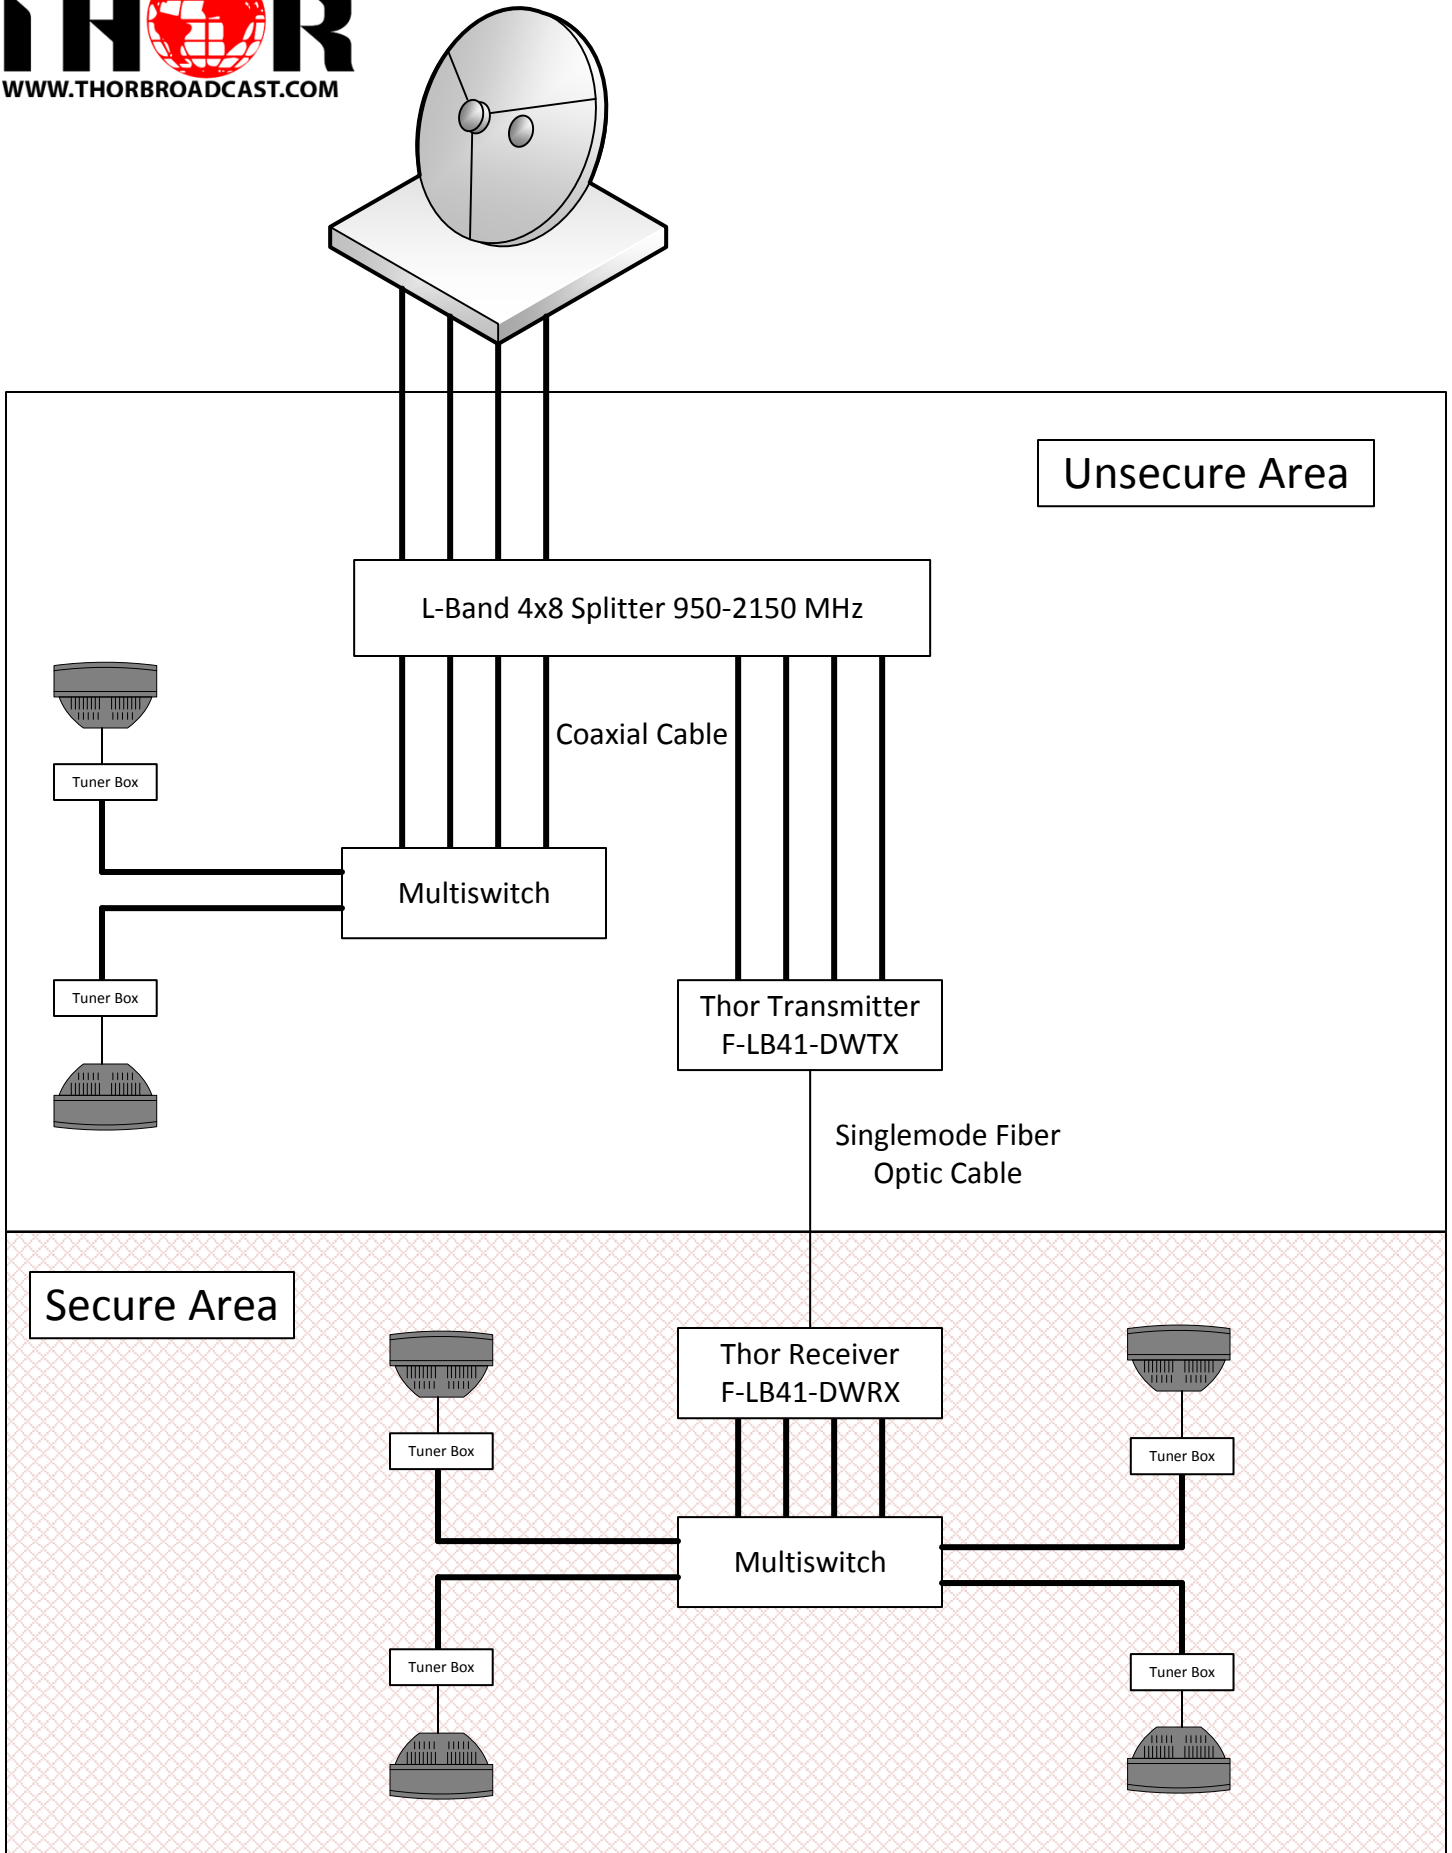 THOR
WWW.THORBROADCAST.COM
Unsecure Area
L-Band 4x8 Splitter 950-2150 MHz
Coaxial Cable
Tuner Box
Multiswitch
Tuner Box
Thor Transmitter
F-LB41-DWTX
Singlemode Fiber
Optic Cable
Secure Area
Thor Receiver
F-LB41-DWRX
Tuner Box
Tuner Box
Multiswitch
Tuner Box
Tuner Box